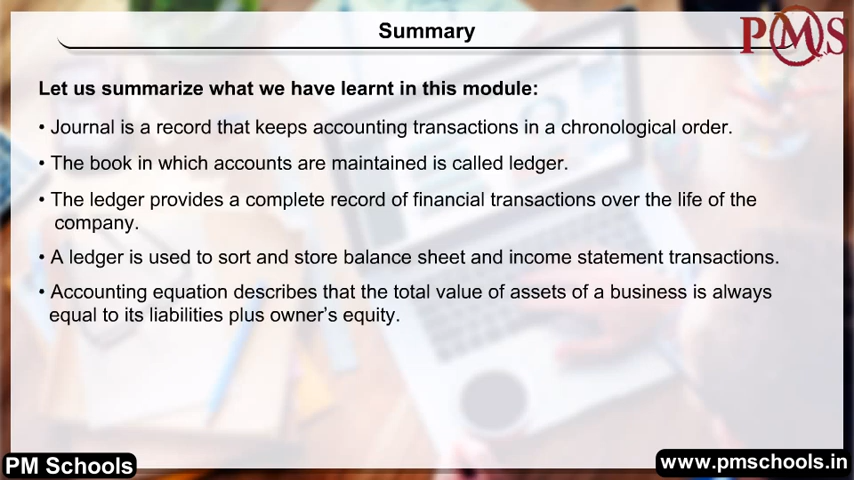 Summary
PMS
Let us summarize what we have learnt in this module:
• Journal is a record that keeps accounting transactions in a chronological order.
• The book in which accounts are maintained is called ledger.
• The ledger provides a complete record of financial transactions over the life of the
company.
• A ledger is used to sort and store balance sheet and income statement transactions.
• Accounting equation describes that the total value of assets of a business is always
equal to its liabilities plus owner’s equity.
PM Schools
www.pmschools.in